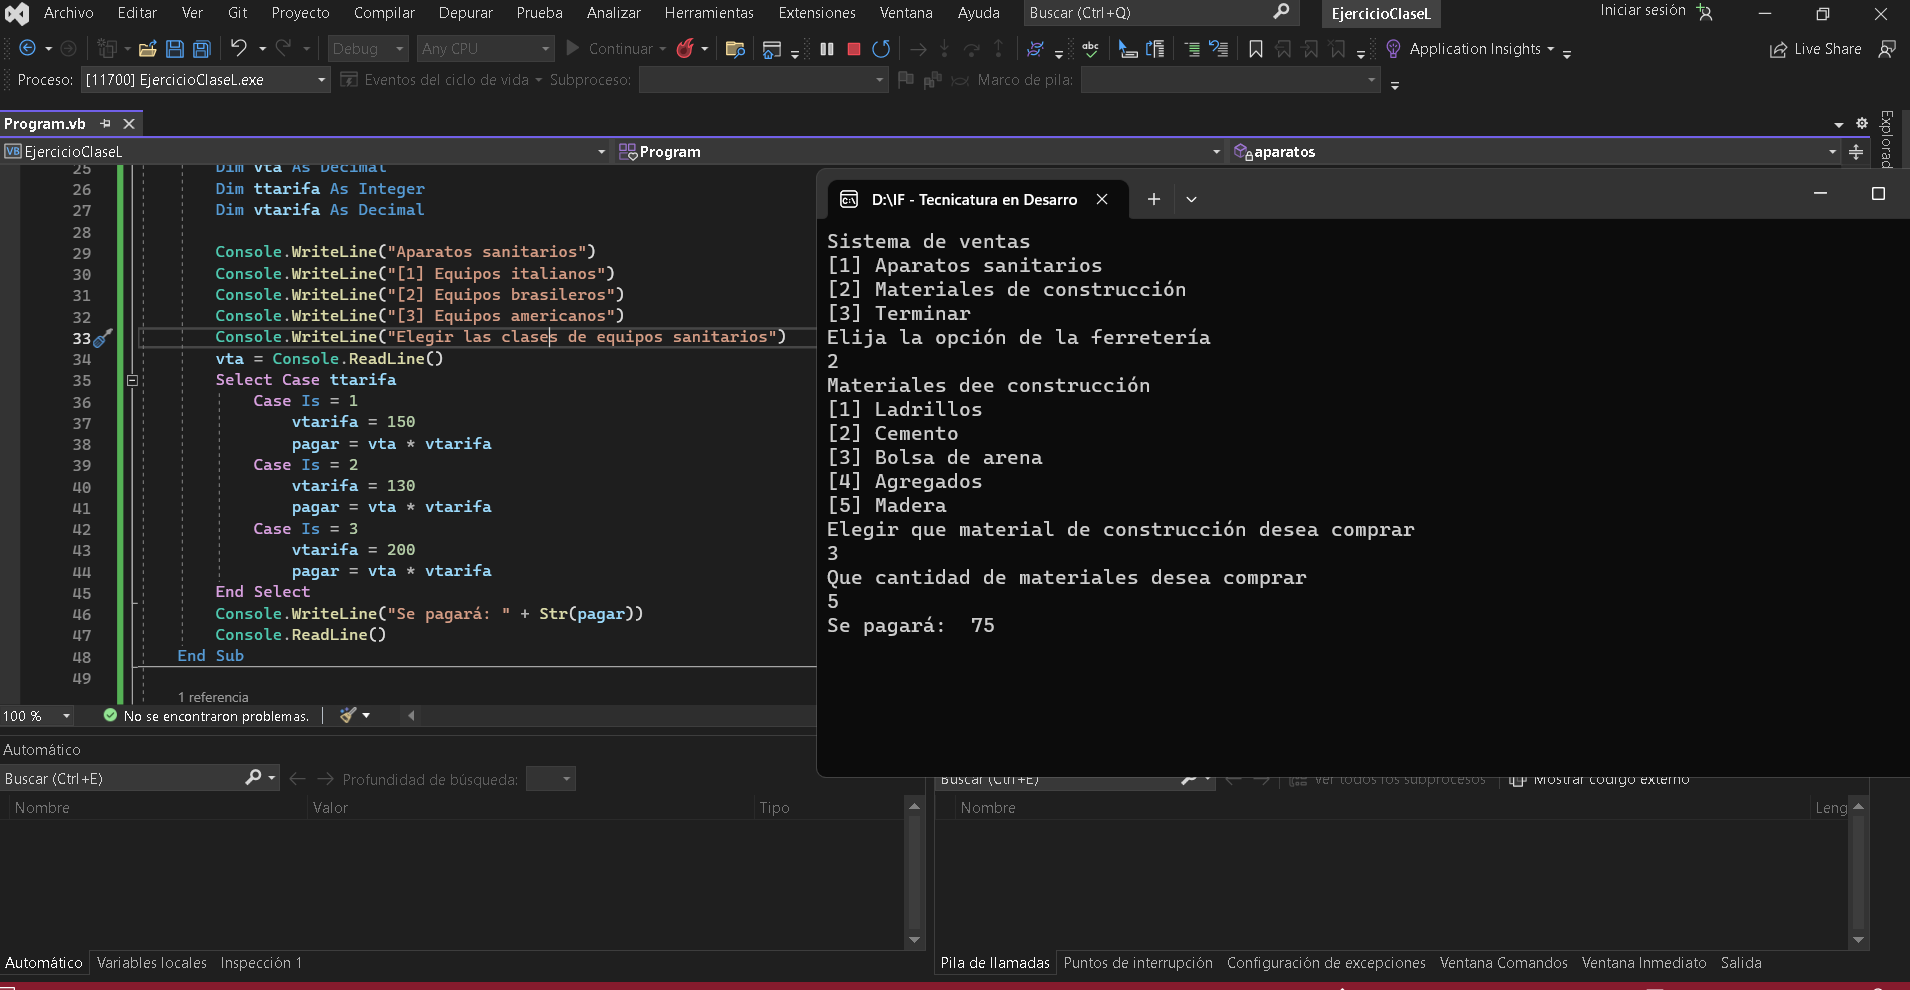 Archivo Editar Ver Git Proyecto Compilar Depurar Prueba Analizar Herramientas Extensiones Ventana Ayuda Buscar (Ctrl+Q) EjercicioClaseL Iniciar sesión
Debug Any CPU Continuar abc Application Insights Live Share
Proceso: [11700] EjercicioClaseL.exe Eventos del ciclo de vida Subproceso: Marco de pila:
Program.vb
VB EjercicioClaseL Program aparatos
Explorad
25 Dim vta As Decimal
26 Dim ttarifa As Integer
27 Dim vtarifa As Decimal
28
29 Console.WriteLine("Aparatos sanitarios")
30 Console.WriteLine("[1] Equipos italianos")
31 Console.WriteLine("[2] Equipos brasileros")
32 Console.WriteLine("[3] Equipos americanos")
33 Console.WriteLine("Elegir las clases de equipos sanitarios")
34 vta = Console.ReadLine()
35 Select Case ttarifa
36 Case Is = 1
37 vtarifa = 150
38 pagar = vta * vtarifa
39 Case Is = 2
40 vtarifa = 130
41 pagar = vta * vtarifa
42 Case Is = 3
43 vtarifa = 200
44 pagar = vta * vtarifa
45 End Select
46 Console.WriteLine("Se pagará: " + Str(pagar))
47 Console.ReadLine()
48 End Sub
49
1 referencia
100 % No se encontraron problemas.
D:\IF - Tecnicatura en Desarro
Sistema de ventas
[1] Aparatos sanitarios
[2] Materiales de construcción
[3] Terminar
Elija la opción de la ferretería
2
Materiales dee construcción
[1] Ladrillos
[2] Cemento
[3] Bolsa de arena
[4] Agregados
[5] Madera
Elegir que material de construcción desea comprar
3
Que cantidad de materiales desea comprar
5
Se pagará:  75
Automático
Buscar (Ctrl+E) Profundidad de búsqueda:
Nombre Valor Tipo
Buscar (Ctrl+E) Ver todos los subprocesos Mostrar código externo
Nombre Leng
Automático Variables locales Inspección 1
Pila de llamadas Puntos de interrupción Configuración de excepciones Ventana Comandos Ventana Inmediato Salida